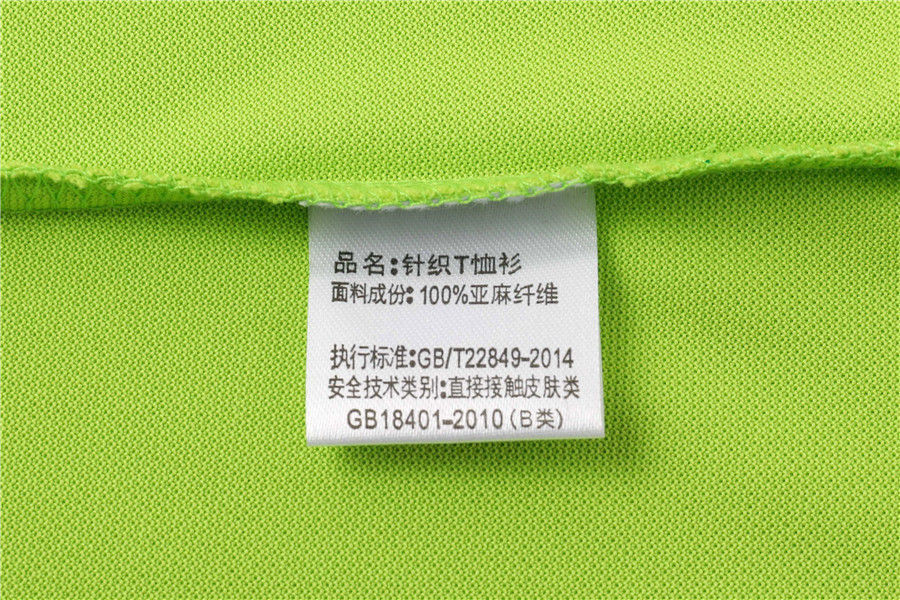 品名:针织T恤衫
面料成份:100%亚麻纤维
执行标准:GB/T22849-2014
安全技术类别:直接接触皮肤类
GB18401-2010(B类)